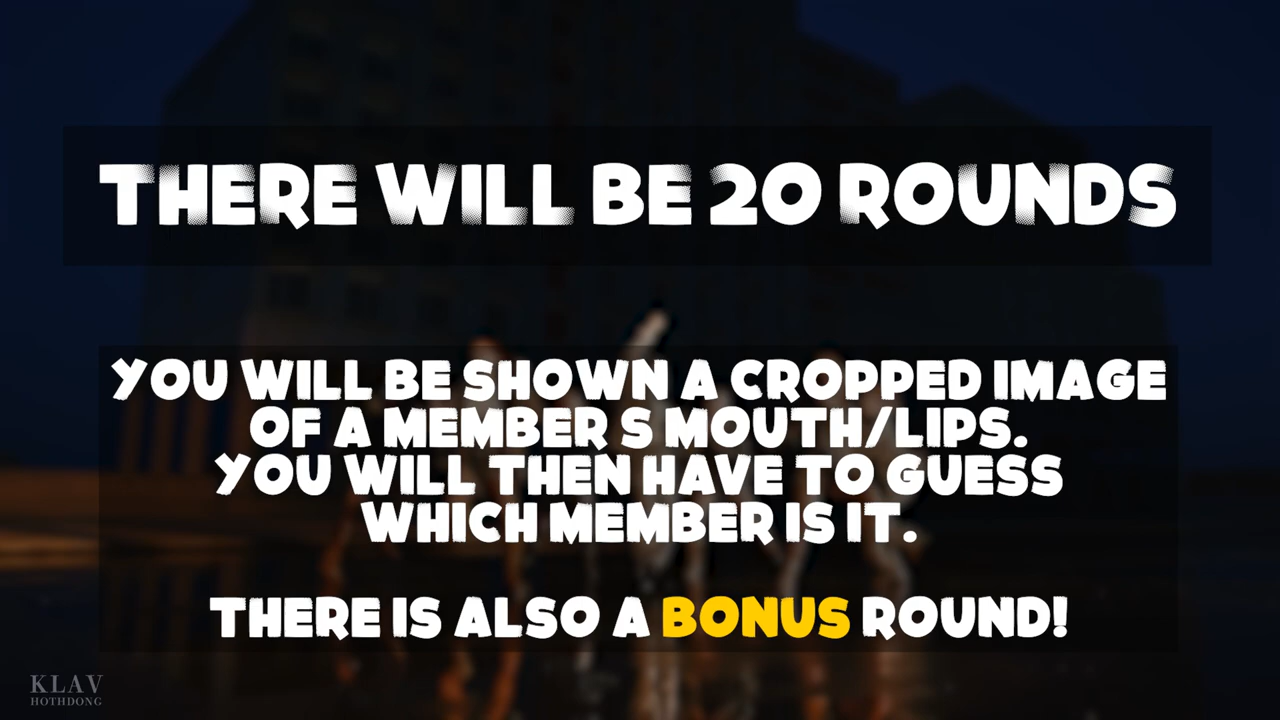 THERE WILL BE 20 ROUNDS
YOU WILL BE SHOWN A CROPPED IMAGE
OF A MEMBER S MOUTH/LIPS.
YOU WILL THEN HAVE TO GUESS
WHICH MEMBER IS IT.
THERE IS ALSO A BONUS ROUND!
KLAV
HOTHDONG